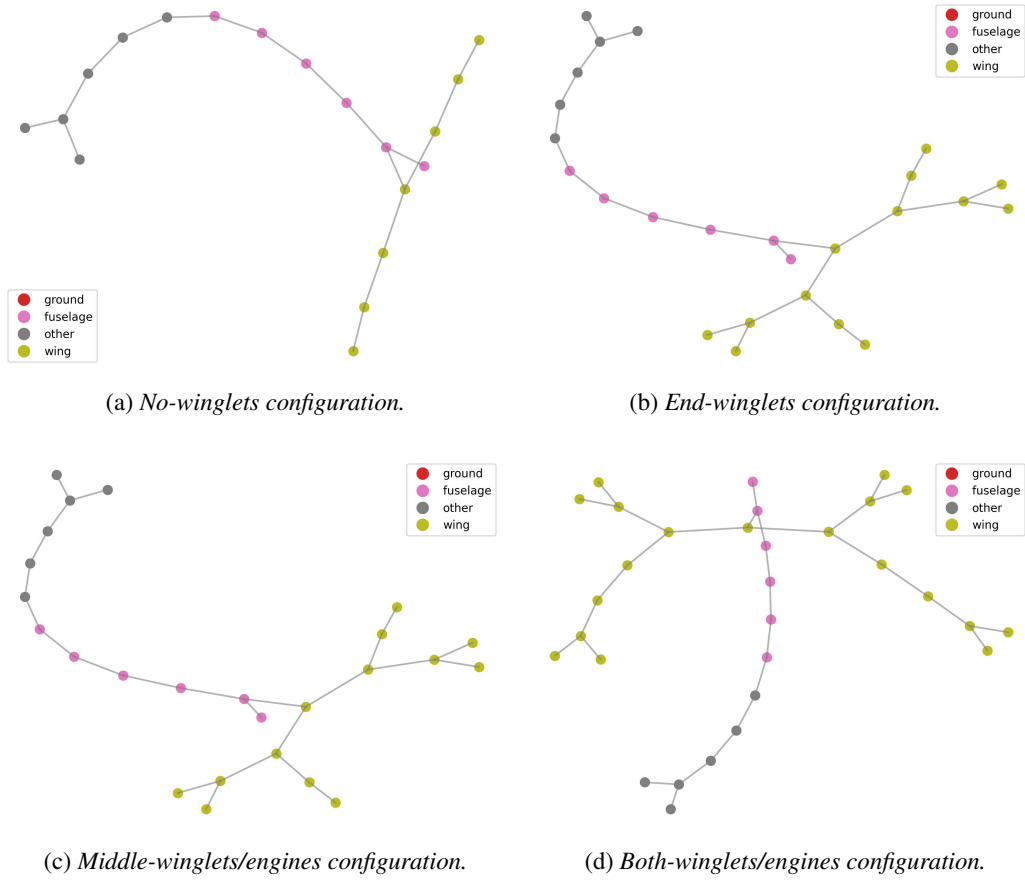 ground
fuselage
other
wing
ground
fuselage
other
wing
(a) No-winglets configuration.
(b) End-winglets configuration.
ground
fuselage
other
wing
ground
fuselage
other
wing
(c) Middle-winglets/engines configuration.
(d) Both-winglets/engines configuration.